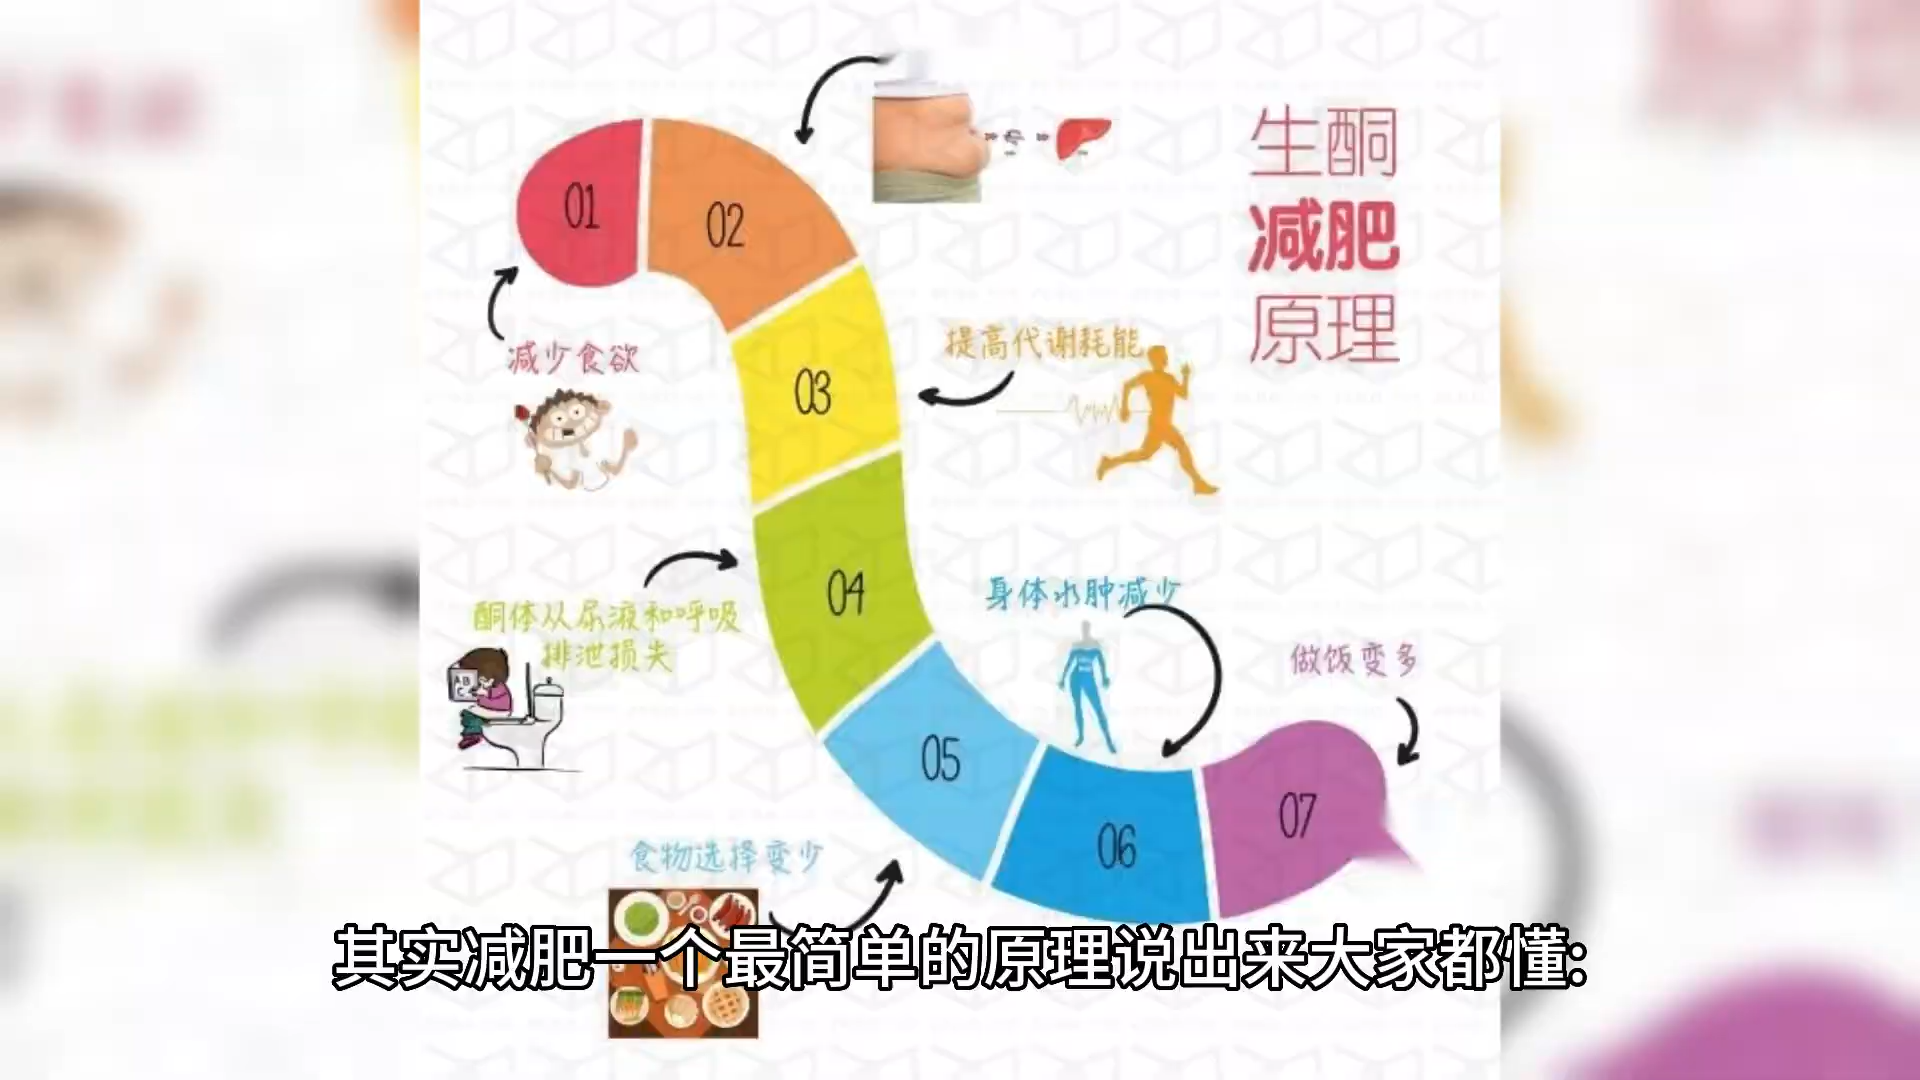 生酮
减肥
原理
01
减少食欲
02
03
提高代谢耗能
04
酮体从尿液和呼吸
排泄损失
ABC
05
食物选择变少
身体水肿减少
06
做饭变多
07
其实减肥一个最简单的原理说出来大家都懂: